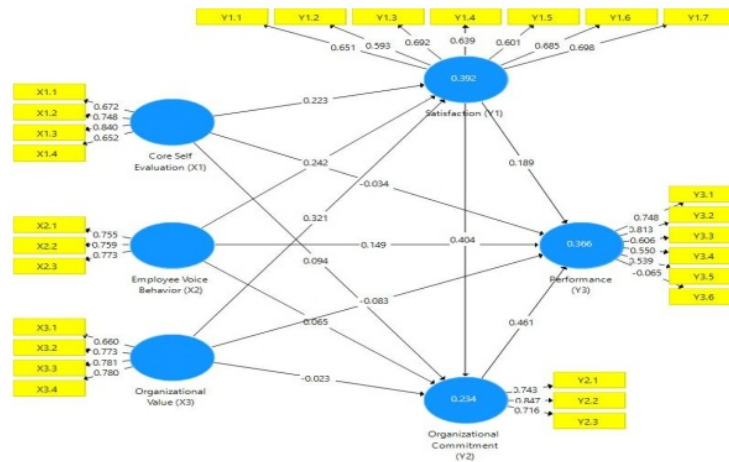 Y1.1 Y1.2 Y1.3 Y1.4 Y1.5 Y1.6 Y1.7
0.651 0.593 0.692 0.639 0.601 0.685 0.698
0.392
Satisfaction (Y1)
X1.1
X1.2
X1.3
X1.4
0.672
0.748
0.840
0.652
Core Self
Evaluation (X1)
0.223
0.242
-0.034
0.321
0.094
0.189
X2.1
X2.2
X2.3
0.755
0.759
0.773
Employee Voice
Behavior (X2)
0.149
0.404
-0.083
0.065
0.366
Performance
(Y3)
0.748
0.813
0.606
0.550
0.539
-0.065
Y3.1
Y3.2
Y3.3
Y3.4
Y3.5
Y3.6
X3.1
X3.2
X3.3
X3.4
0.660
0.773
0.781
0.780
Organizational
Value (X3)
-0.023
0.461
0.234
Organizational
Commitment
(Y2)
0.743
0.847
0.716
Y2.1
Y2.2
Y2.3